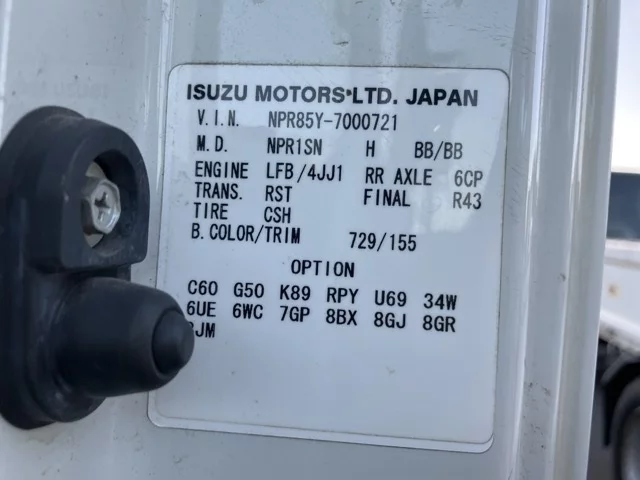 ISUZU MOTORS LTD. JAPAN
V.I.N. NPR85Y-7000721
M.D. NPR1SN H BB/BB
ENGINE LFB/4JJ1 RR AXLE 6CP
TRANS. RST FINAL R43
TIRE CSH
B.COLOR/TRIM 729/155
OPTION
C60 G50 K89 RPY U69 34W
6UE 6WC 7GP 8BX 8GJ 8GR